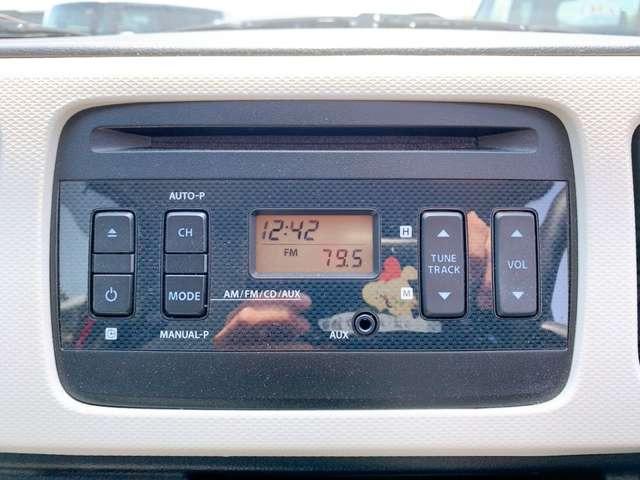 AUTO-P
CH
MODE
MANUAL-P
C
12:42
FM 79.5
AM/FM/CD/AUX
AUX
H
M
TUNE
TRACK
VOL